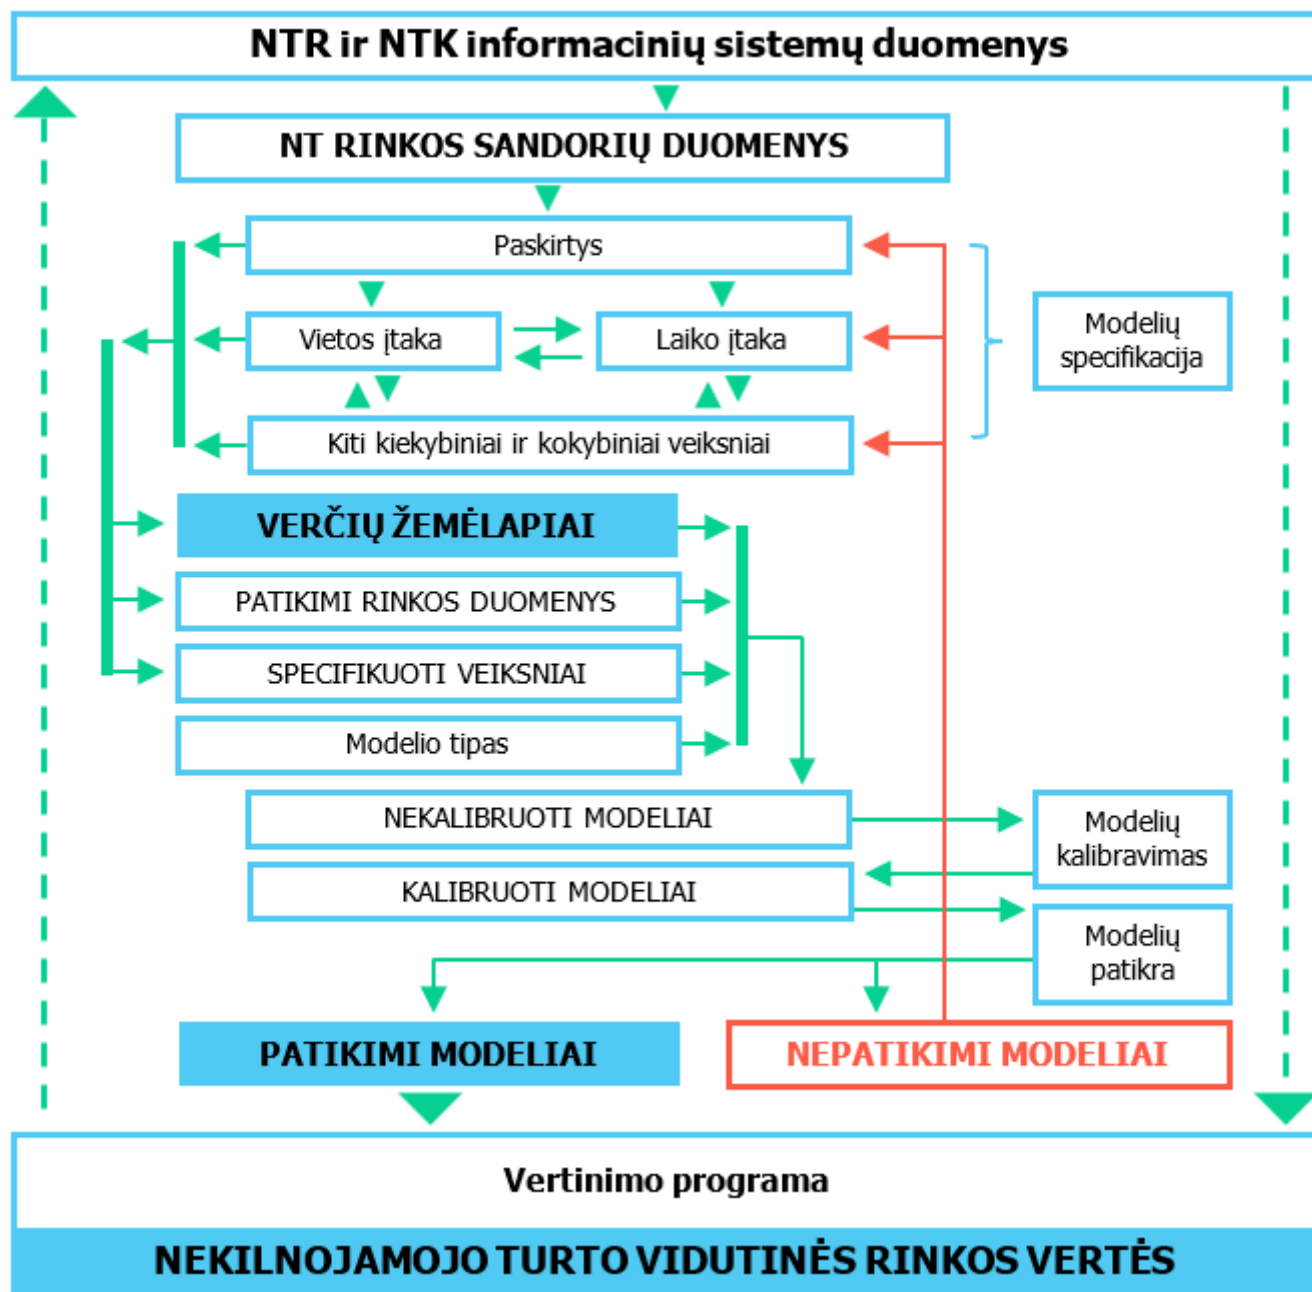 NTR ir NTK informacinių sistemų duomenys
NT RINKOS SANDORIŲ DUOMENYS
Paskirtys
Vietos įtaka
Laiko įtaka
Modelių
specifikacija
Kiti kiekybiniai ir kokybiniai veiksniai
VERČIŲ ŽEMĖLAPIAI
PATIKIMI RINKOS DUOMENYS
SPECIFIKUOTI VEIKSNIAI
Modelio tipas
NEKALIBRUOTI MODELIAI
Modelių
kalibravimas
KALIBRUOTI MODELIAI
Modelių
patikra
PATIKIMI MODELIAI
NEPATIKIMI MODELIAI
Vertinimo programa
NEKILNOJAMOJO TURTO VIDUTINĖS RINKOS VERTĖS